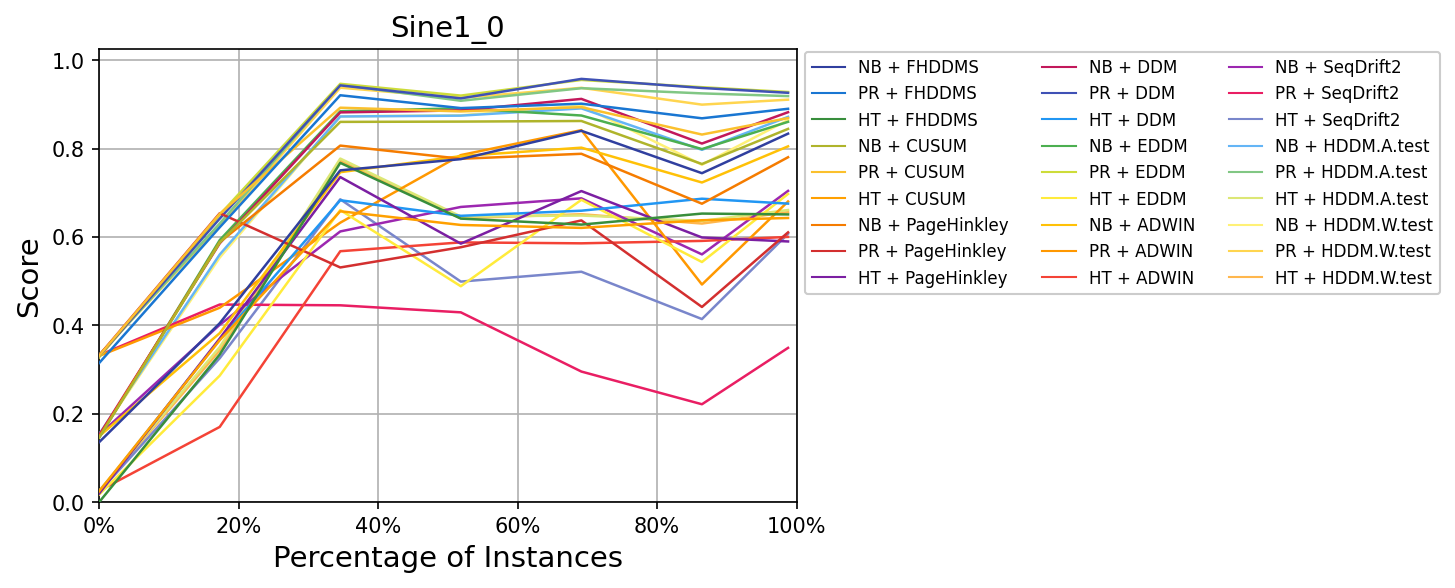 Sine1_0
Score
1.0
0.8
0.6
0.4
0.2
0.0
0% 20% 40% 60% 80% 100%
Percentage of Instances
NB + FHDDMS
PR + FHDDMS
HT + FHDDMS
NB + CUSUM
PR + CUSUM
HT + CUSUM
NB + PageHinkley
PR + PageHinkley
HT + PageHinkley
NB + DDM
PR + DDM
HT + DDM
NB + EDDM
PR + EDDM
HT + EDDM
NB + ADWIN
PR + ADWIN
HT + ADWIN
NB + SeqDrift2
PR + SeqDrift2
HT + SeqDrift2
NB + HDDM.A.test
PR + HDDM.A.test
HT + HDDM.A.test
NB + HDDM.W.test
PR + HDDM.W.test
HT + HDDM.W.test